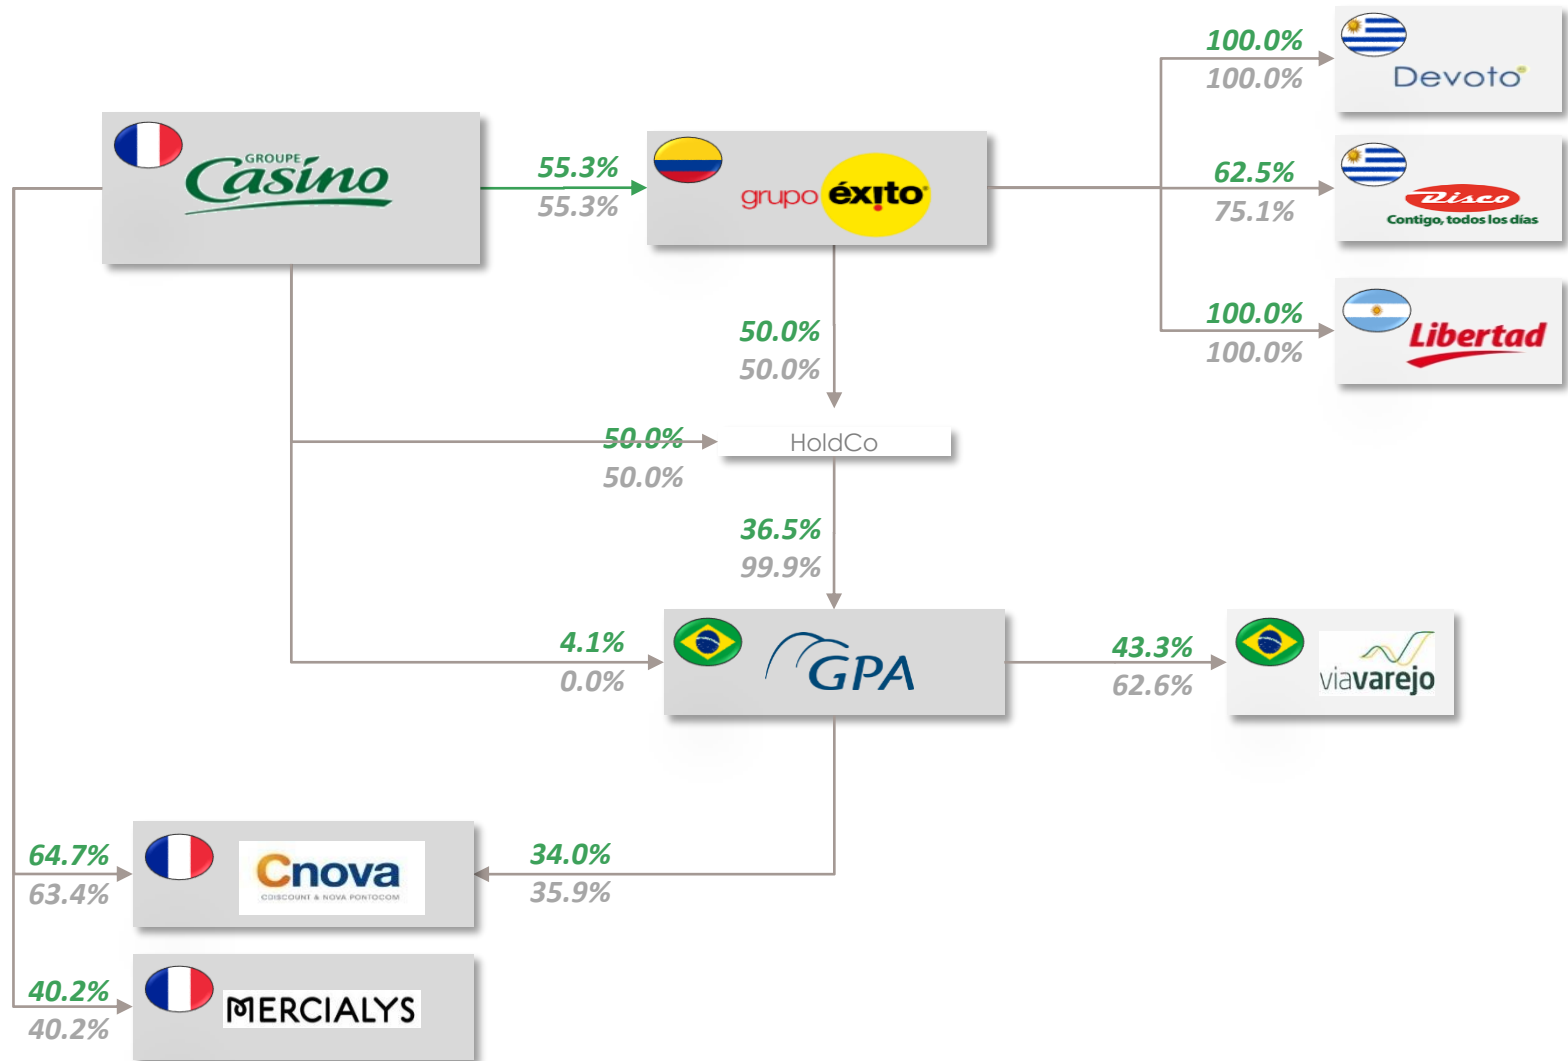 100.0%
100.0%
Devoto
GROUPE
Casino
55.3%
55.3%
grupo éxito
62.5%
75.1%
Disco
Contigo, todos los días
100.0%
100.0%
Libertad
50.0%
50.0%
50.0%
50.0%
HoldCo
36.5%
99.9%
4.1%
0.0%
GPA
43.3%
62.6%
viavarejo
64.7%
63.4%
Cnova
CDISCOUNT & NOVA PONTOCOM
34.0%
35.9%
40.2%
40.2%
MERCIALYS